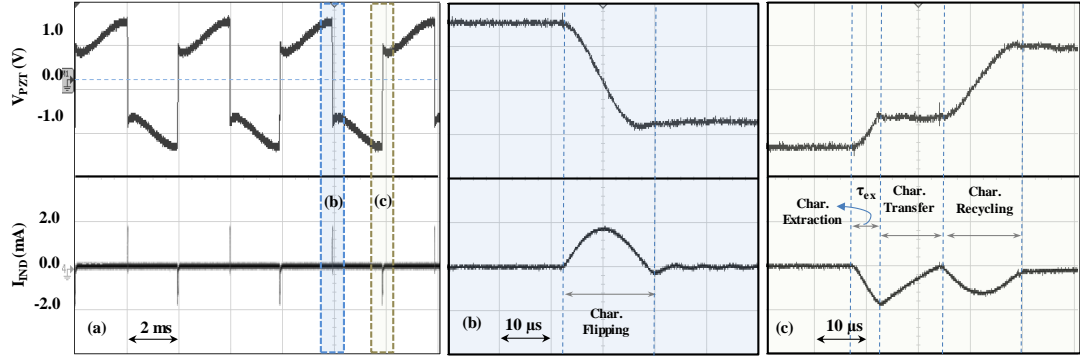 V_PZT (V)
1.0
0.0
-1.0
I_IND (mA)
2.0
0.0
-2.0
(b)
(c)
(a)
2 ms
(b)
10 µs
Char.
Flipping
Char.
Extraction
τ_ex
Char.
Transfer
Char.
Recycling
(c)
10 µs